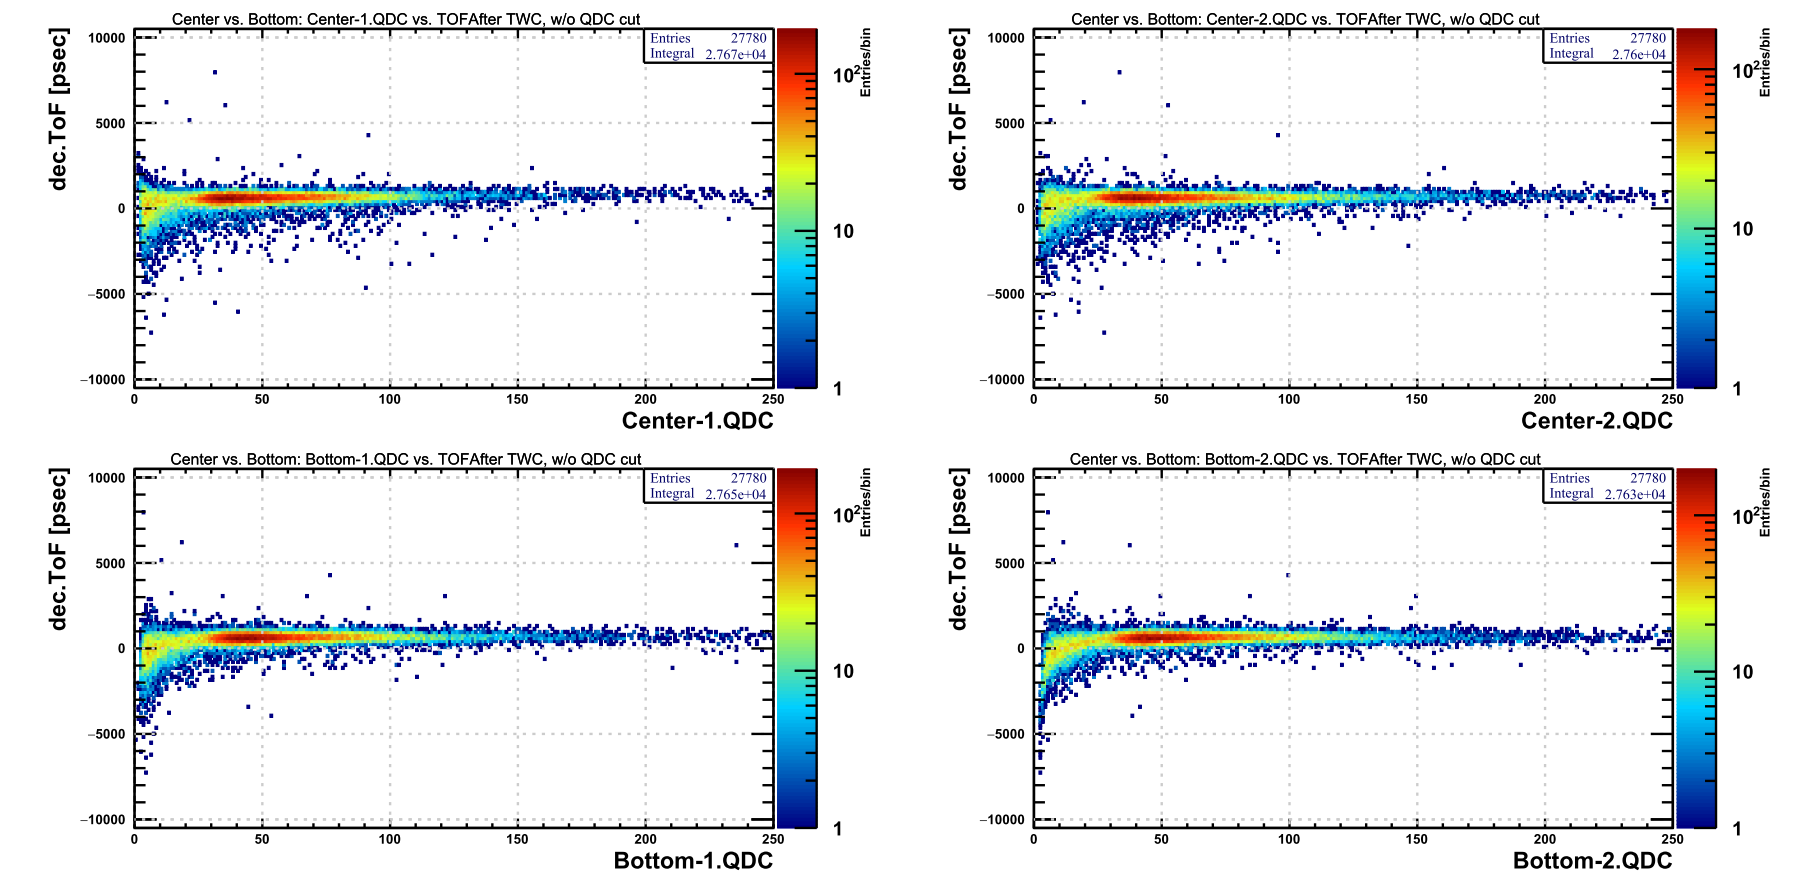 Center vs. Bottom: Center-1.QDC vs. TOFAfter TWC, w/o QDC cut
dec.ToF [psec]
Entries 27780
Integral 2.767e+04
10000
5000
0
−5000
−10000
0 50 100 150 200 250
Center-1.QDC
Entries/bin
10²
10
1
Center vs. Bottom: Center-2.QDC vs. TOFAfter TWC, w/o QDC cut
dec.ToF [psec]
Entries 27780
Integral 2.76e+04
10000
5000
0
−5000
−10000
0 50 100 150 200 250
Center-2.QDC
Entries/bin
10²
10
1
Center vs. Bottom: Bottom-1.QDC vs. TOFAfter TWC, w/o QDC cut
dec.ToF [psec]
Entries 27780
Integral 2.765e+04
10000
5000
0
−5000
−10000
0 50 100 150 200 250
Bottom-1.QDC
Entries/bin
10²
10
1
Center vs. Bottom: Bottom-2.QDC vs. TOFAfter TWC, w/o QDC cut
dec.ToF [psec]
Entries 27780
Integral 2.763e+04
10000
5000
0
−5000
−10000
0 50 100 150 200 250
Bottom-2.QDC
Entries/bin
10²
10
1